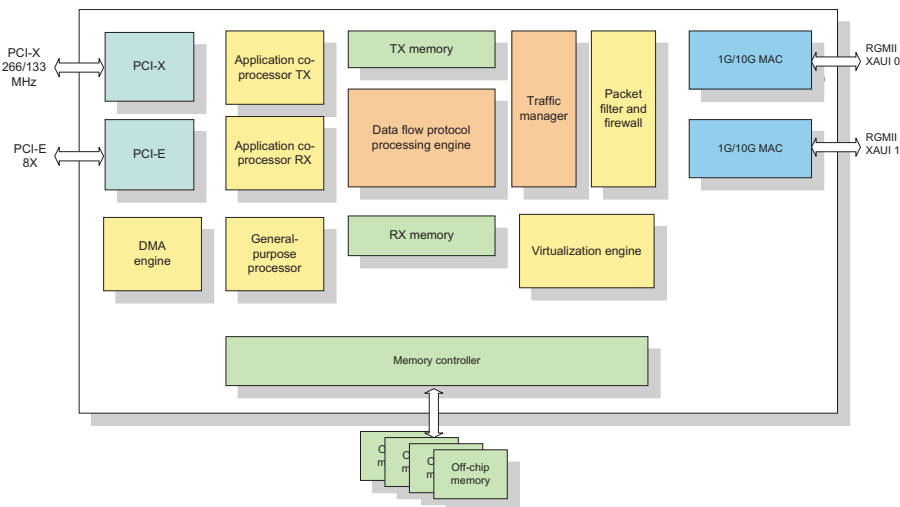 PCI-X
266/133
MHz
PCI-X
Application co-
processor TX
TX memory
Traffic
manager
Packet
filter and
firewall
1G/10G MAC
RGMII
XAUI 0
PCI-E
8X
PCI-E
Application co-
processor RX
Data flow protocol
processing engine
1G/10G MAC
RGMII
XAUI 1
DMA
engine
General-
purpose
processor
RX memory
Virtualization engine
Memory controller
Off-chip
memory